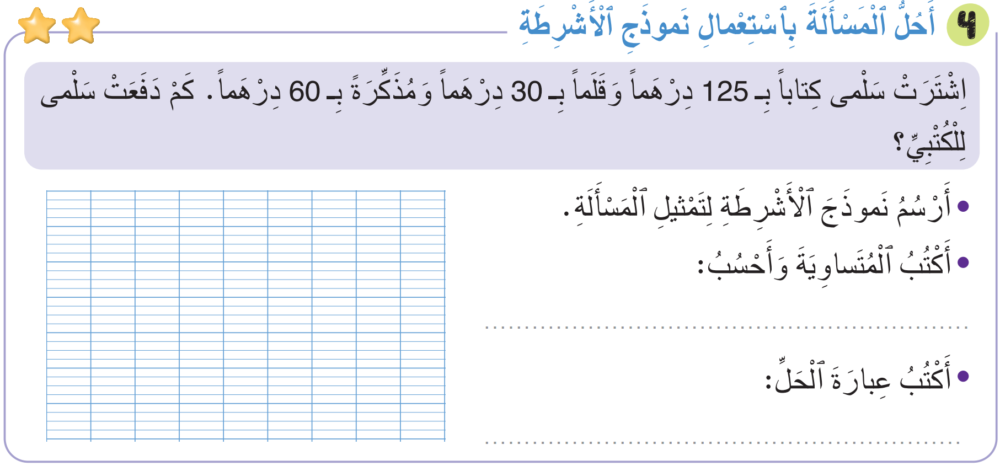 4 أَحُلُّ ٱلْمَسْأَلَةَ بِٱسْتِعْمالِ نَموذَجِ ٱلْأَشْرِطَةِ
اِشْتَرَتْ سَلْمى كِتاباً بِـ 125 دِرْهَماً وَقَلَماً بِـ 30 دِرْهَماً وَمُذَكِّرَةً بِـ 60 دِرْهَماً. كَمْ دَفَعَتْ سَلْمى
لِلْكُتْبِيِّ؟
• أَرْسُمُ نَموذَجَ ٱلْأَشْرِطَةِ لِتَمْثيلِ ٱلْمَسْأَلَةِ.
• أَكْتُبُ ٱلْمُتَساوِيَةَ وَأَحْسُبُ:
• أَكْتُبُ عِبارَةَ ٱلْحَلِّ: